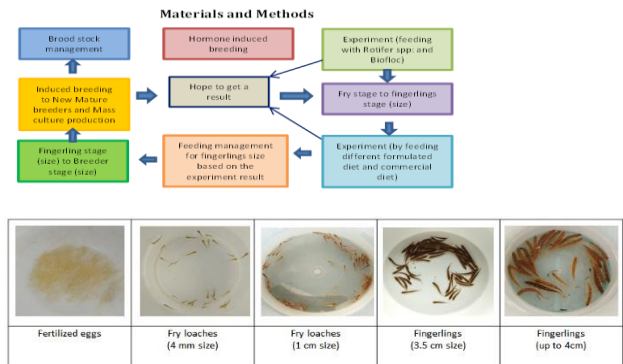 Materials and Methods
Brood stock
management
Hormone induced
breeding
Experiment (feeding
with Rotifer spp: and
Biofloc)
Induced breeding
to New Mature
breeders and Mass
culture production
Hope to get a
result
Fry stage to fingerlings
stage (size)
Fingerling stage
(size) to Breeder
stage (size)
Feeding management
for fingerlings size
based on the
experiment result
Experiment (by feeding
different formulated
diet and commercial
diet)
Fertilized eggs
Fry loaches
(4 mm size)
Fry loaches
(1 cm size)
Fingerlings
(3.5 cm size)
Fingerlings
(up to 4cm)